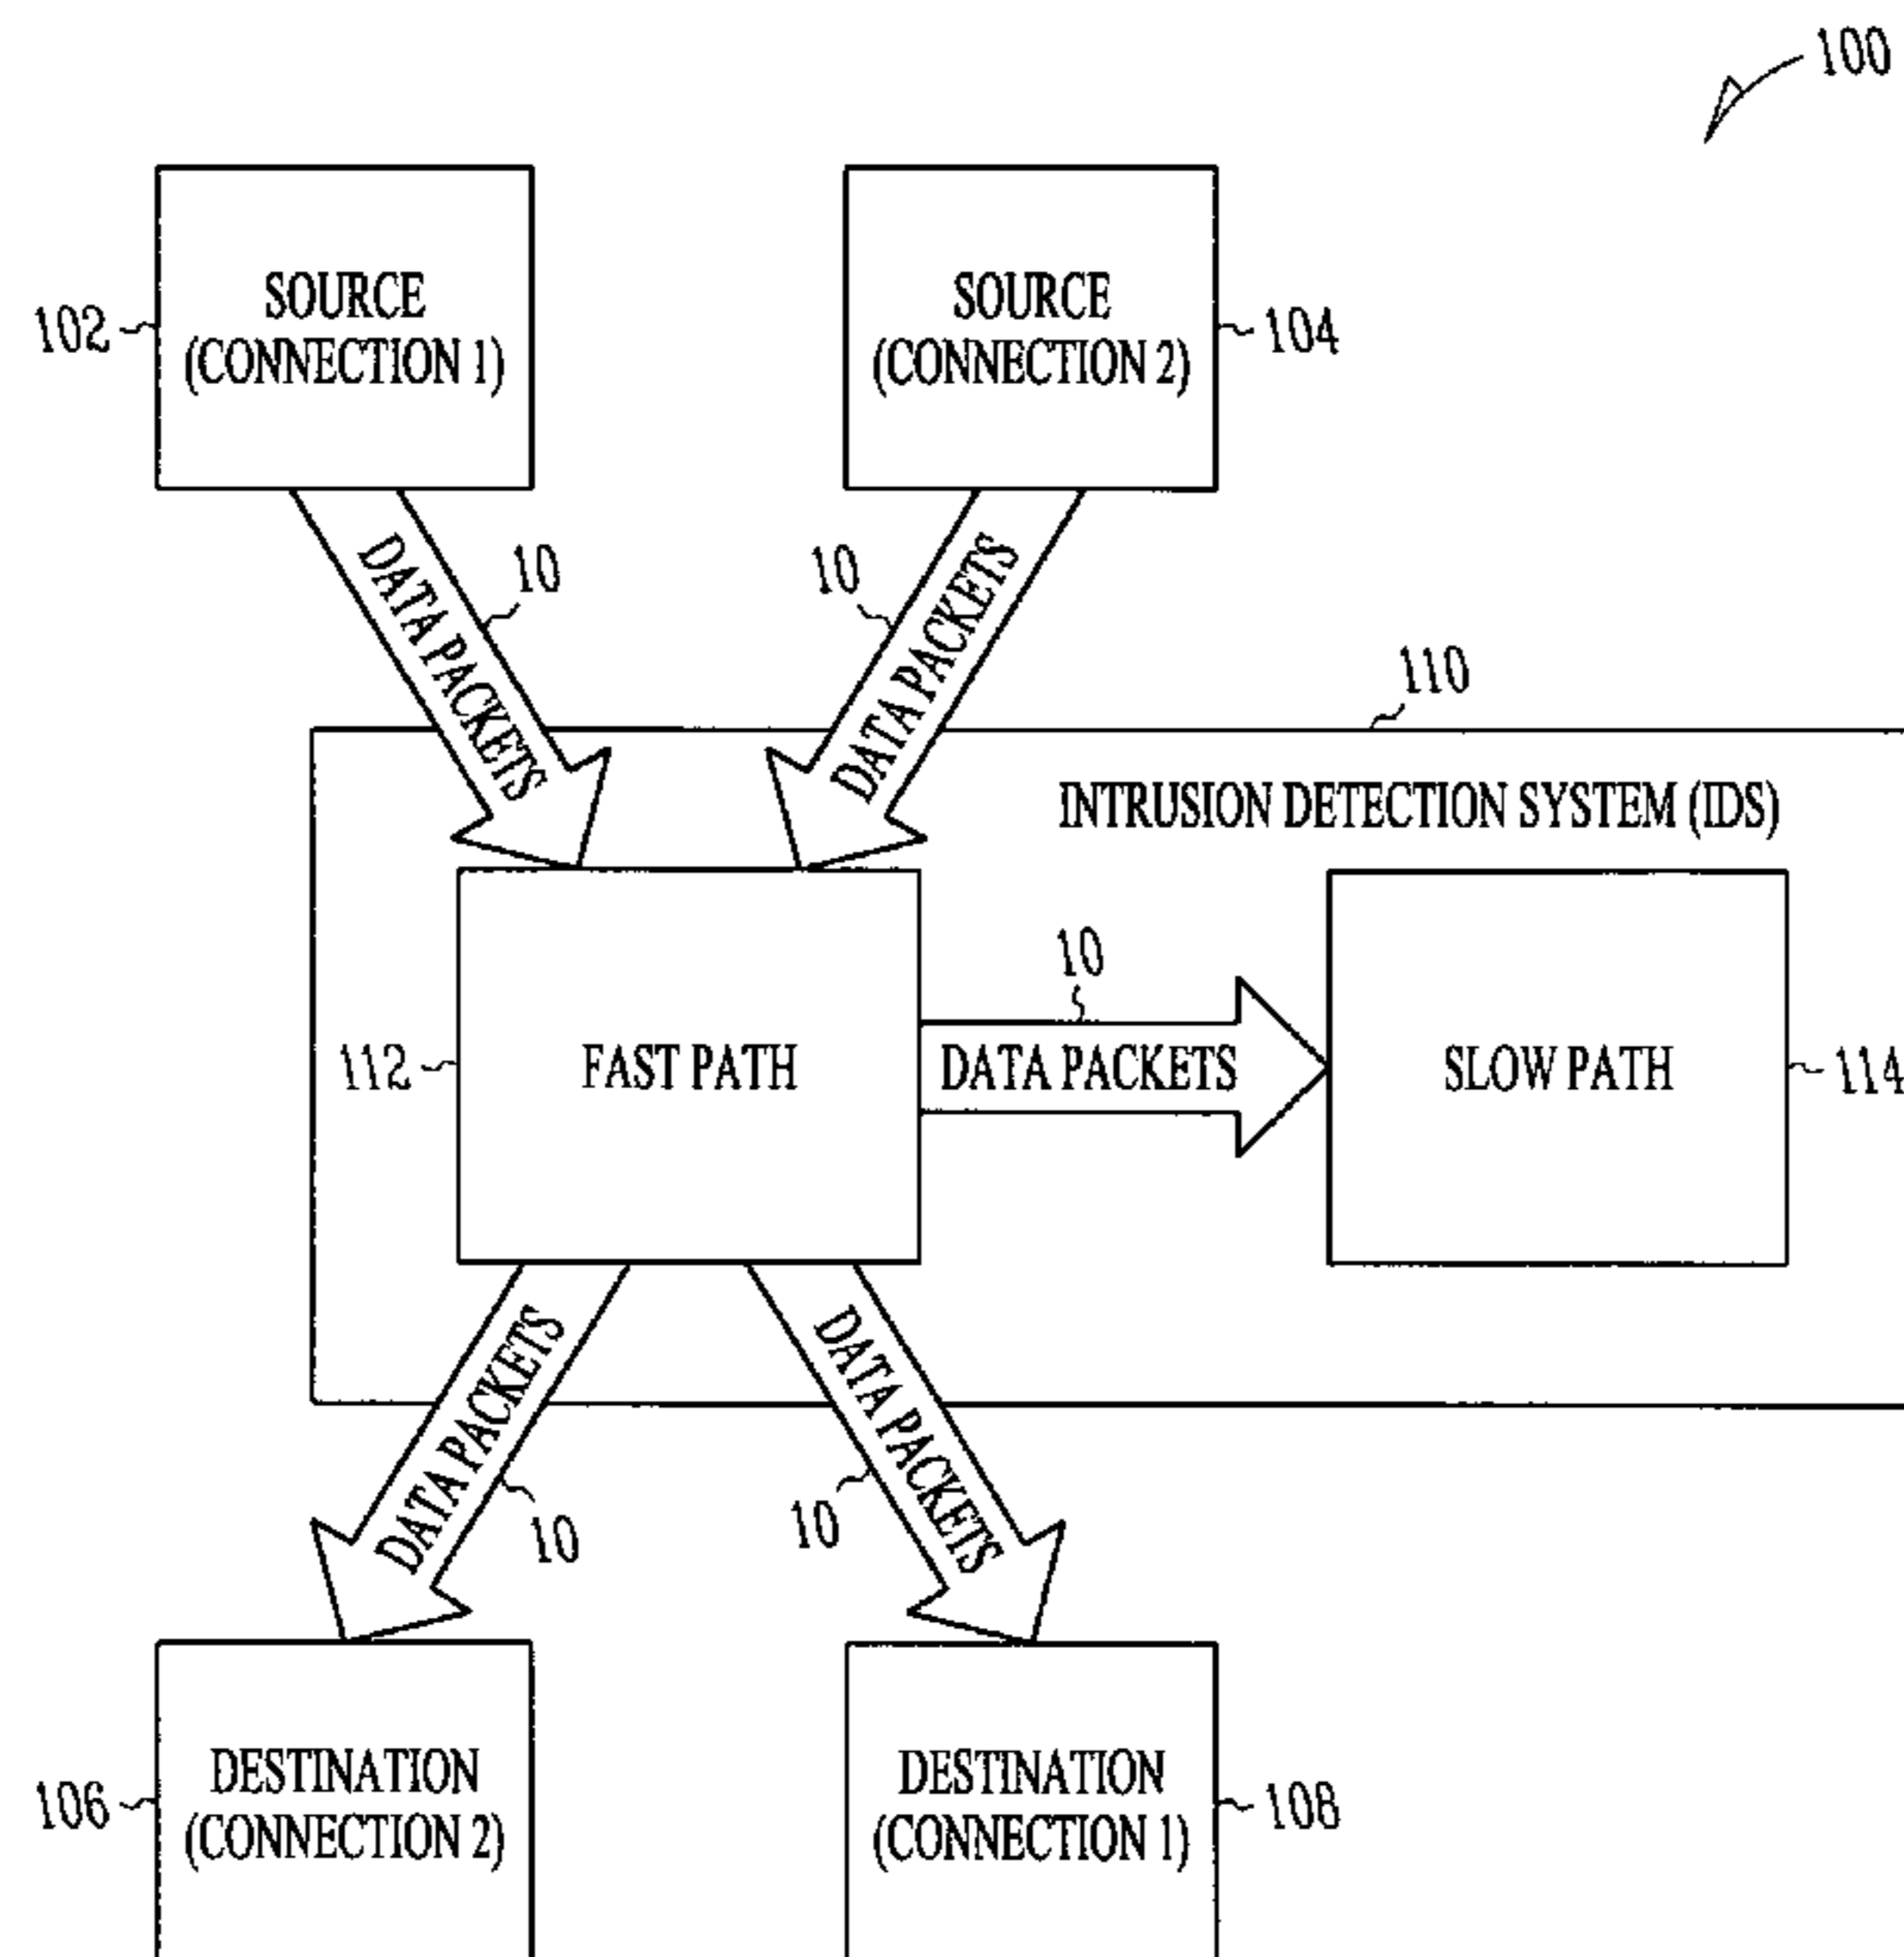 100
SOURCE
(CONNECTION 1)
102
SOURCE
(CONNECTION 2)
104
DATA PACKETS
10
10
DATA PACKETS
110
INTRUSION DETECTION SYSTEM (IDS)
112
FAST PATH
10
DATA PACKETS
SLOW PATH
114
DATA PACKETS
10
10
DATA PACKETS
106
DESTINATION
(CONNECTION 2)
DESTINATION
(CONNECTION 1)
108